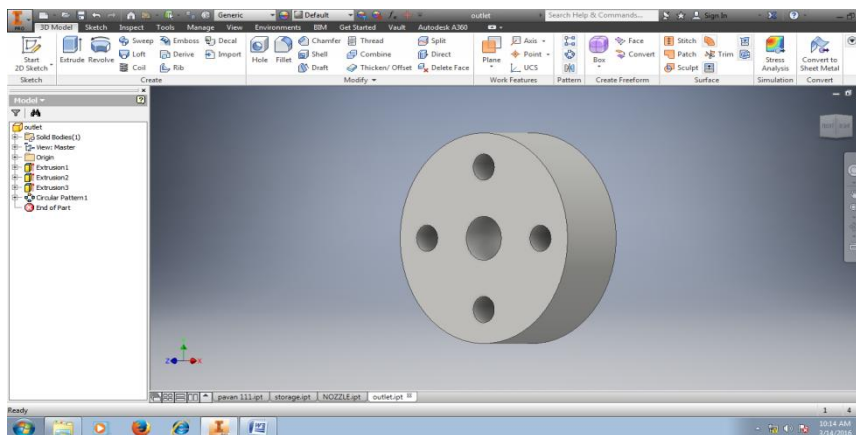 PRO Generic Default outlet Search Help & Commands... Sign In
3D Model Sketch Inspect Tools Manage View Environments BIM Get Started Vault Autodesk A360
Start 2D Sketch Extrude Revolve Sweep Emboss Decal Hole Fillet Chamfer Thread Split Plane Axis Box Face Stitch Stress Analysis Convert to Sheet Metal
Loft Derive Import Shell Combine Direct Point Convert Patch Trim
Coil Rib Draft Thicken/ Offset Delete Face UCS Sculpt
Sketch Create Modify Work Features Pattern Create Freeform Surface Simulation Convert
Model
outlet
Solid Bodies(1)
View: Master
Origin
Extrusion1
Extrusion2
Extrusion3
Circular Pattern1
End of Part
Z X
pavan 111.ipt storage.ipt NOZZLE.ipt outlet.ipt
Ready 1 4
10:14 AM
3/14/2016